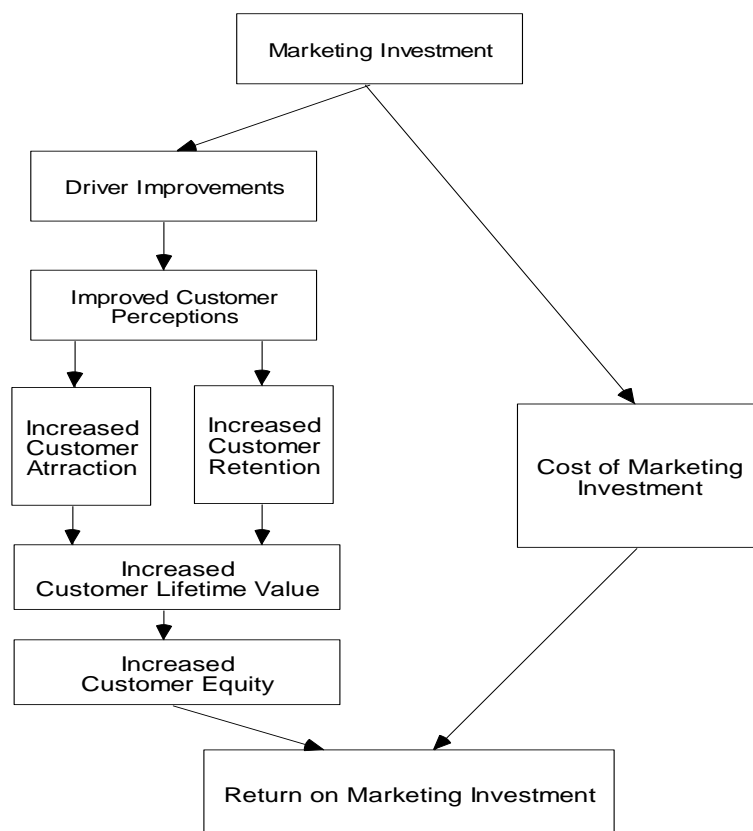 Marketing Investment
Driver Improvements
Improved Customer
Perceptions
Increased
Customer
Atrraction
Increased
Customer
Retention
Cost of Marketing
Investment
Increased
Customer Lifetime Value
Increased
Customer Equity
Return on Marketing Investment